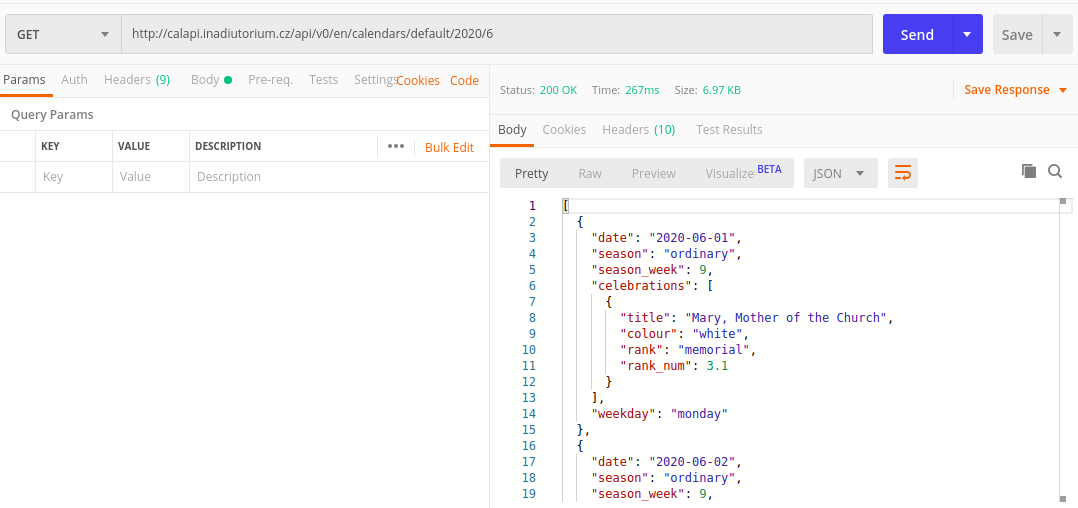 GET http://calapi.inadiutorium.cz/api/v0/en/calendars/default/2020/6 Send Save
Params Auth Headers (9) Body Pre-req. Tests Settings Cookies Code
Query Params
KEY VALUE DESCRIPTION ••• Bulk Edit
Key Value Description
Status: 200 OK Time: 267ms Size: 6.97 KB Save Response
Body Cookies Headers (10) Test Results
Pretty Raw Preview Visualize BETA JSON
1 [
2 {
3 "date": "2020-06-01",
4 "season": "ordinary",
5 "season_week": 9,
6 "celebrations": [
7 {
8 "title": "Mary, Mother of the Church",
9 "colour": "white",
10 "rank": "memorial",
11 "rank_num": 3.1
12 }
13 ],
14 "weekday": "monday"
15 },
16 {
17 "date": "2020-06-02",
18 "season": "ordinary",
19 "season_week": 9,